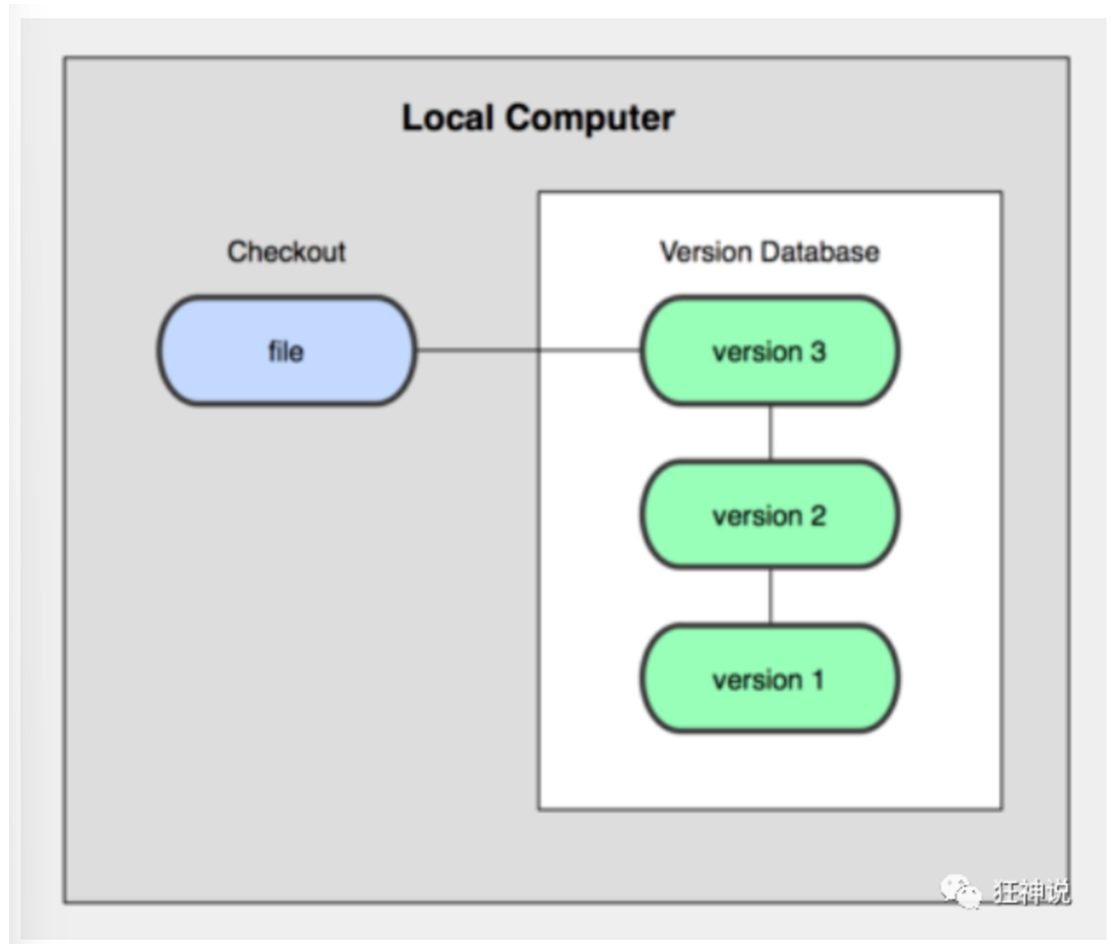 Local Computer
Checkout
Version Database
file
version 3
version 2
version 1
狂神说